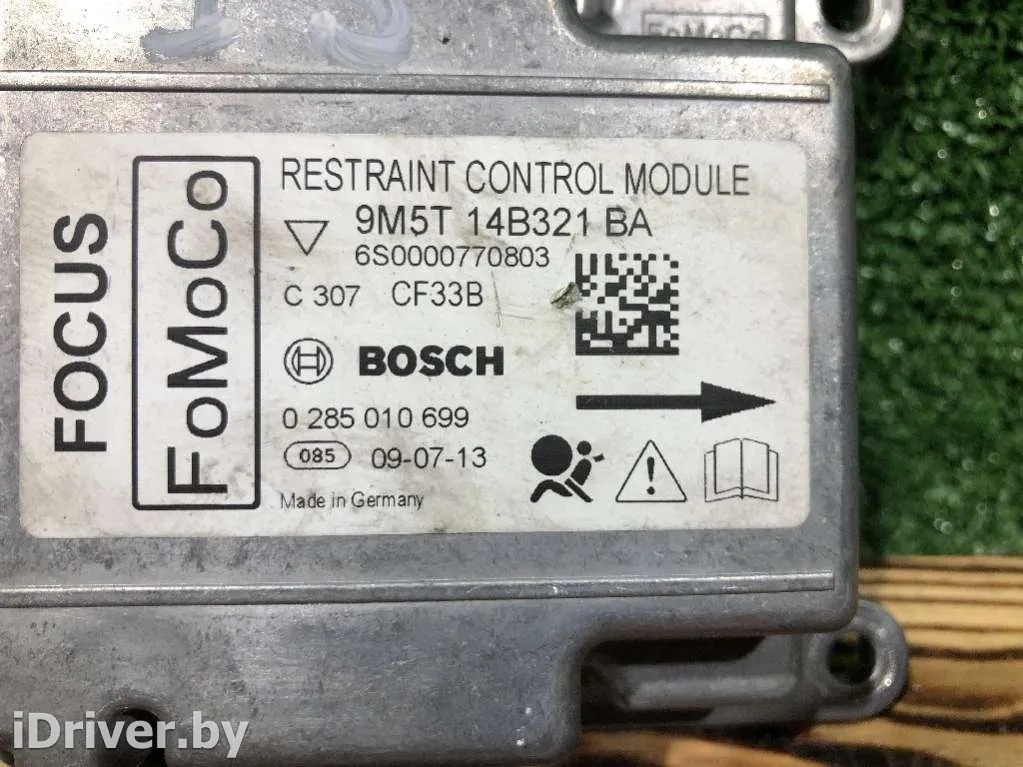 FoMoCo
FOCUS
FoMoCo
RESTRAINT CONTROL MODULE
9M5T 14B321 BA
6S0000770803
C 307 CF33B
BOSCH
0 285 010 699
085 09-07-13
Made in Germany
iDriver.by